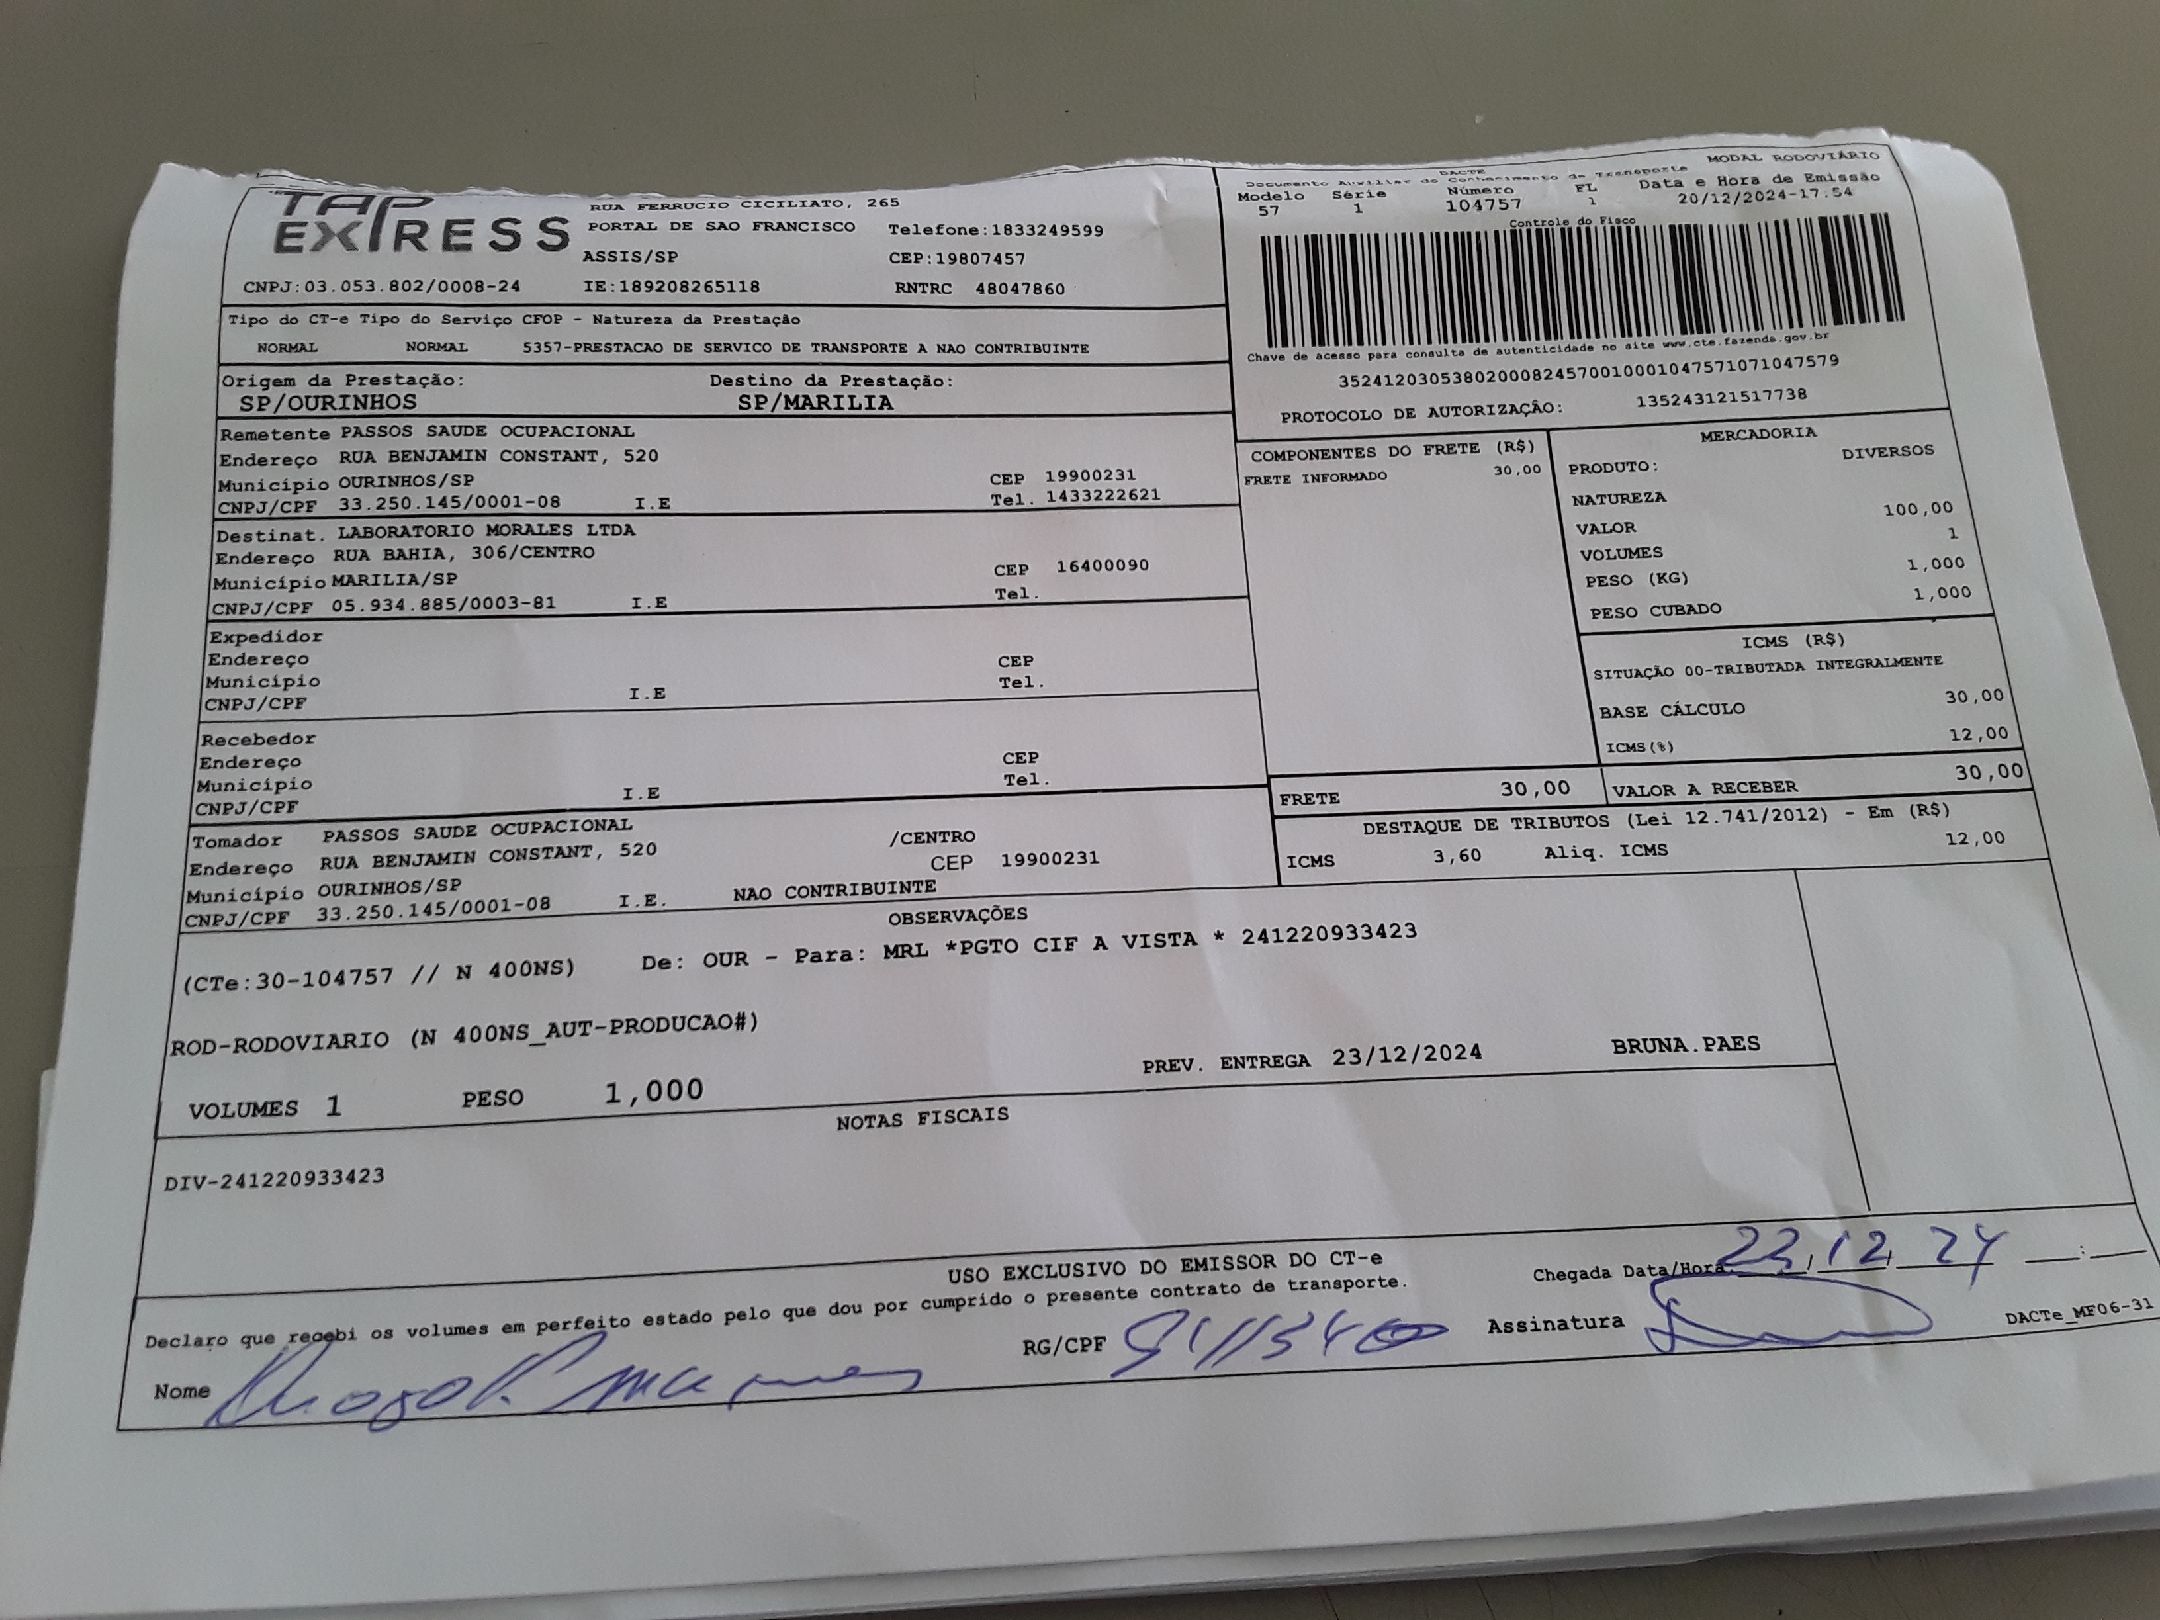 TAP EXPRESS
RUA FERRUCIO CICILIATO, 265
PORTAL DE SAO FRANCISCO Telefone:1833249599
ASSIS/SP CEP:19807457
CNPJ:03.053.802/0008-24 IE:189208265118 RNTRC 48047860
DACTE MODAL RODOVIÁRIO
Documento Auxiliar do Conhecimento de Transporte
Modelo Série Número FL Data e Hora de Emissão
57 1 104757 1 20/12/2024-17.54
Controle do Fisco
Chave de acesso para consulta de autenticidade no site www.cte.fazenda.gov.br
35241203053802000824570010001047571071047579
PROTOCOLO DE AUTORIZAÇÃO: 135243121517738
Tipo do CT-e Tipo do Serviço CFOP - Natureza da Prestação
NORMAL NORMAL 5357-PRESTACAO DE SERVICO DE TRANSPORTE A NAO CONTRIBUINTE
Origem da Prestação: Destino da Prestação:
SP/OURINHOS SP/MARILIA
Remetente PASSOS SAUDE OCUPACIONAL
Endereço RUA BENJAMIN CONSTANT, 520
Município OURINHOS/SP CEP 19900231
CNPJ/CPF 33.250.145/0001-08 I.E Tel. 1433222621
Destinat. LABORATORIO MORALES LTDA
Endereço RUA BAHIA, 306/CENTRO
Município MARILIA/SP CEP 16400090
CNPJ/CPF 05.934.885/0003-81 I.E Tel.
Expedidor
Endereço CEP
Município Tel.
CNPJ/CPF I.E
Recebedor
Endereço CEP
Município Tel.
CNPJ/CPF I.E
Tomador PASSOS SAUDE OCUPACIONAL /CENTRO
Endereço RUA BENJAMIN CONSTANT, 520 CEP 19900231
Município OURINHOS/SP
CNPJ/CPF 33.250.145/0001-08 I.E. NAO CONTRIBUINTE
COMPONENTES DO FRETE (R$)
FRETE INFORMADO 30,00
MERCADORIA
PRODUTO: DIVERSOS
NATUREZA
VALOR 100,00
VOLUMES 1
PESO (KG) 1,000
PESO CUBADO 1,000
ICMS (R$)
SITUAÇÃO 00-TRIBUTADA INTEGRALMENTE
BASE CÁLCULO 30,00
ICMS(%) 12,00
FRETE 30,00 VALOR A RECEBER 30,00
DESTAQUE DE TRIBUTOS (Lei 12.741/2012) - Em (R$)
ICMS 3,60 Aliq. ICMS 12,00
OBSERVAÇÕES
(CTe:30-104757 // N 400NS) De: OUR - Para: MRL *PGTO CIF A VISTA * 241220933423
ROD-RODOVIARIO (N 400NS_AUT-PRODUCAO#)
PREV. ENTREGA 23/12/2024 BRUNA.PAES
VOLUMES 1 PESO 1,000
NOTAS FISCAIS
DIV-241220933423
USO EXCLUSIVO DO EMISSOR DO CT-e
Declaro que recebi os volumes em perfeito estado pelo que dou por cumprido o presente contrato de transporte.
Chegada Data/Hora 23/12/24 :
Nome
RG/CPF
Assinatura
DACTe_MF06-31